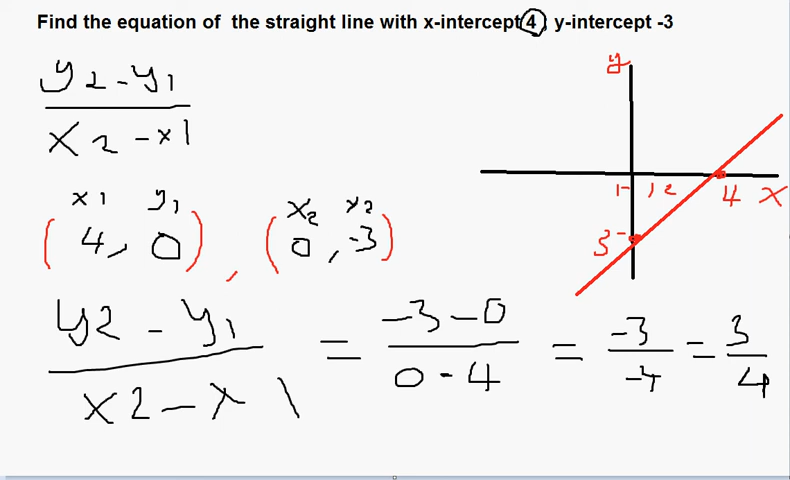 Find the equation of the straight line with x-intercept 4, y-intercept -3
y2 - y1
x2 - x1
x1 y1 x2 x2
(4, 0), (0, -3)
y2 - y1 = -3 - 0 = -3 = 3
x2 - x1 0 - 4 -4 4
y
1 1 2 4 x
3